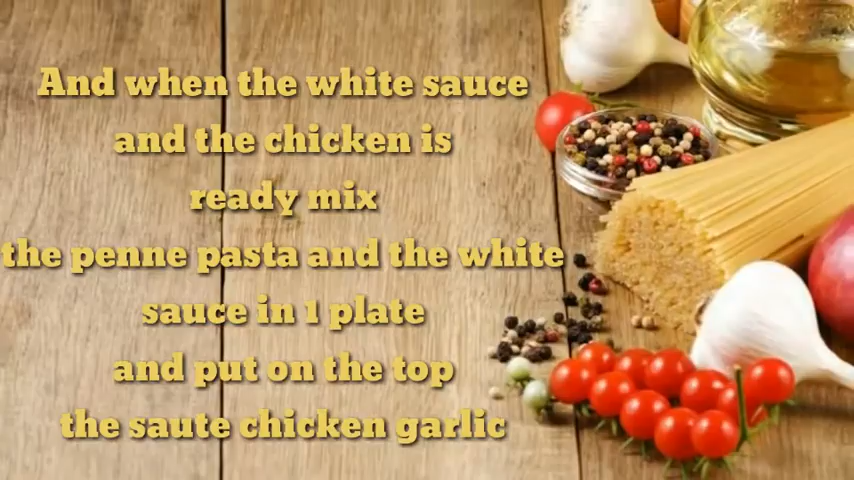 And when the white sauce
and the chicken is
ready mix
the penne pasta and the white
sauce in 1 plate
and put on the top
the saute chicken garlic